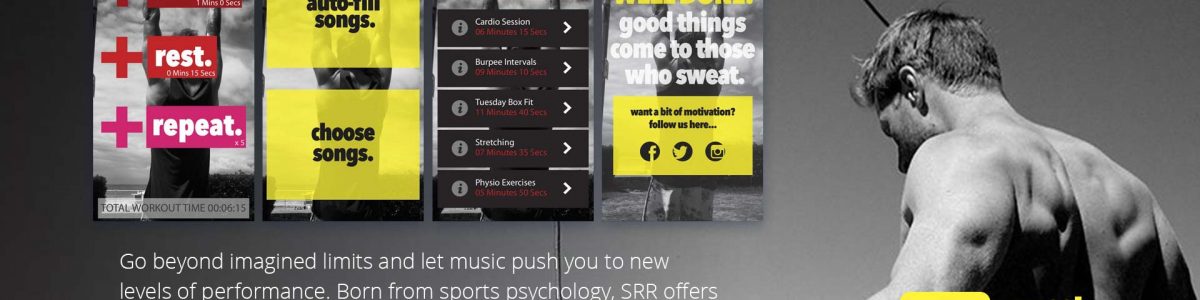 1 Mins 0 Secs
rest.
0 Mins 15 Secs
repeat.
x 5
TOTAL WORKOUT TIME 00:06:15
auto-fill
songs.
choose
songs.
Cardio Session
06 Minutes 15 Secs
Burpee Intervals
09 Minutes 10 Secs
Tuesday Box Fit
11 Minutes 40 Secs
Stretching
07 Minutes 35 Secs
Physio Exercises
05 Minutes 50 Secs
WELL DONE.
good things
come to those
who sweat.
want a bit of motivation?
follow us here...
Go beyond imagined limits and let music push you to new
levels of performance. Born from sports psychology, SRR offers